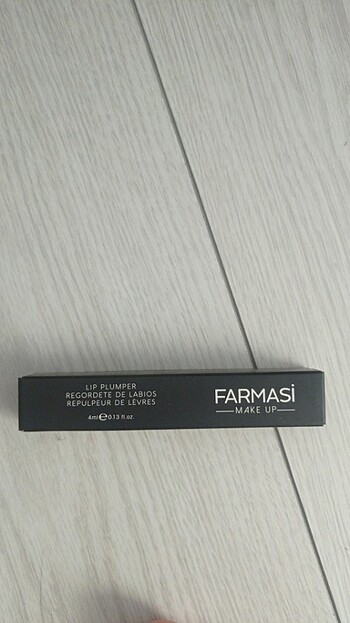 LIP PLUMPER
REGORDETE DE LABIOS
REPULPEUR DE LÈVRES
4ml ℮ 0.13 fl.oz.
FARMASİ
MAKE UP